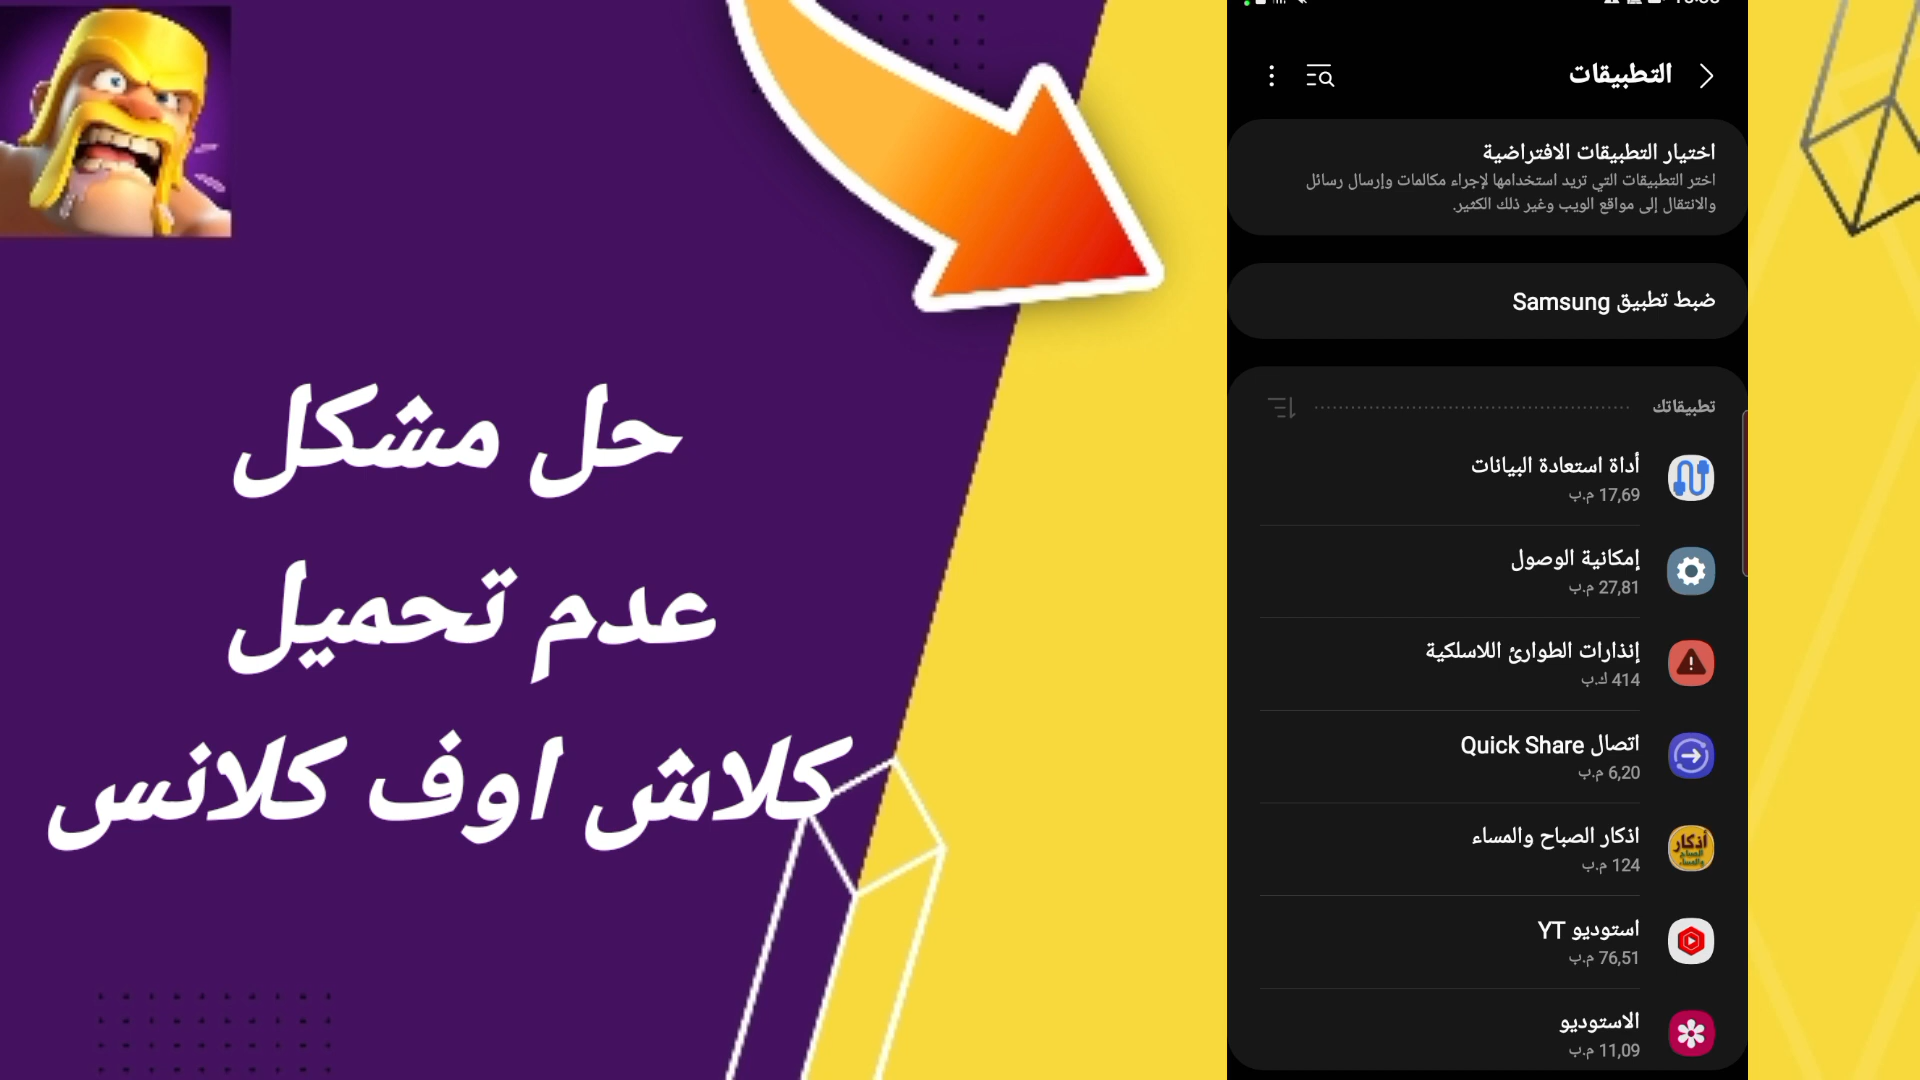 حل مشكل
عدم تحميل
كلاش اوف كلانس
التطبيقات
اختيار التطبيقات الافتراضية
اختر التطبيقات التي تريد استخدامها لإجراء مكالمات وإرسال رسائل
والانتقال إلى مواقع الويب وغير ذلك الكثير.
ضبط تطبيق Samsung
تطبيقاتك
أداة استعادة البيانات
17,69 م.ب
إمكانية الوصول
27,81 م.ب
إنذارات الطوارئ اللاسلكية
414 ك.ب
اتصال Quick Share
6,20 م.ب
أذكار
الصباح
والمساء
اذكار الصباح والمساء
124 م.ب
استوديو YT
76,51 م.ب
الاستوديو
11,09 م.ب